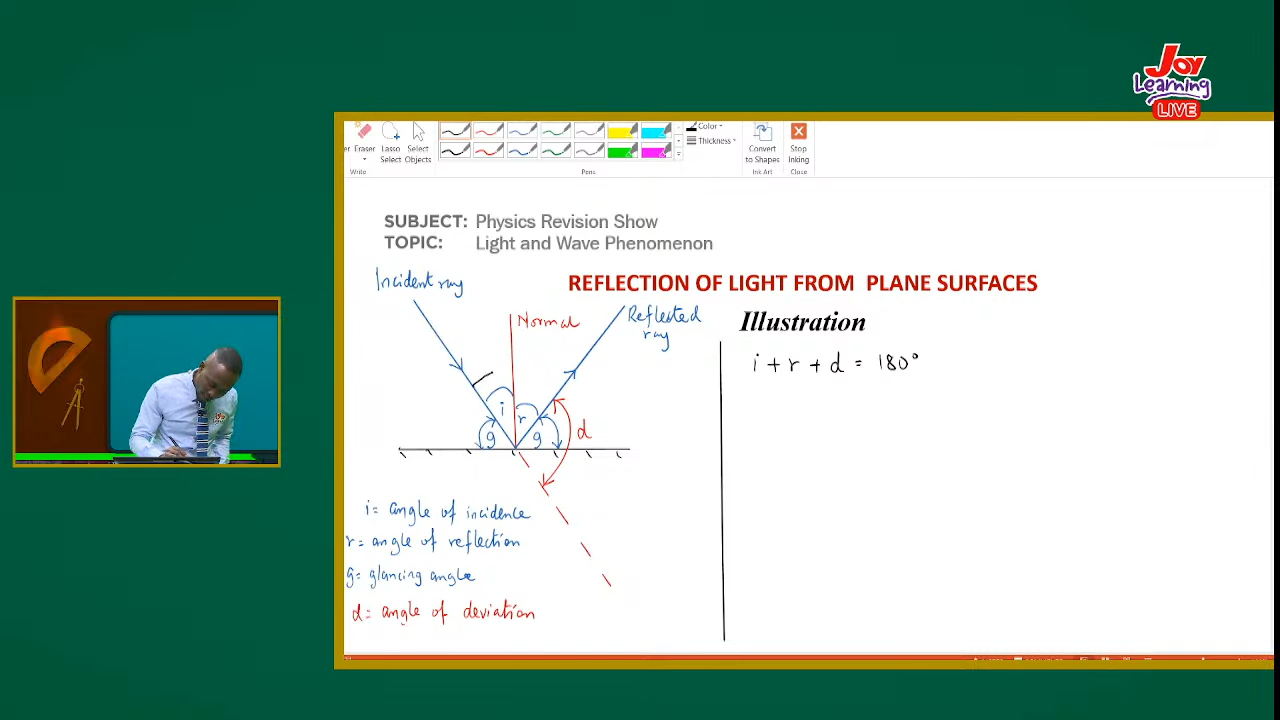 Joy
Learning
LIVE
Eraser
Lasso
Select
Select
Objects
Color
Thickness
Convert
to Shapes
Stop
Inking
Write
Pens
Ink Art
Close
SUBJECT: Physics Revision Show
TOPIC: Light and Wave Phenomenon
REFLECTION OF LIGHT FROM PLANE SURFACES
Illustration
Incident ray
Normal
Reflected
ray
i + r + d = 180°
i
r
g
g
d
i = angle of incidence
r = angle of reflection
g = glancing angle
d = angle of deviation